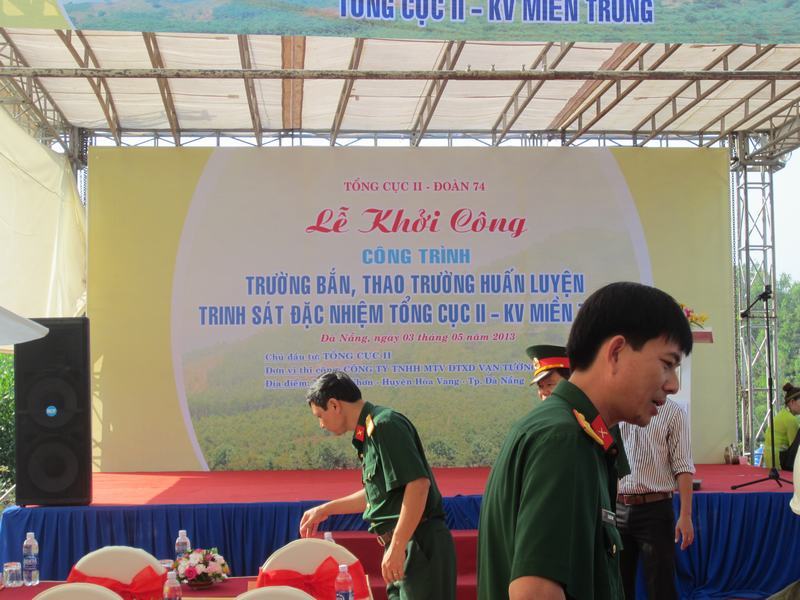 TỔNG CỤC II – KV MIỀN TRUNG
TỔNG CỤC II - ĐOÀN 74
Lễ Khởi Công
CÔNG TRÌNH
TRƯỜNG BẮN, THAO TRƯỜNG HUẤN LUYỆN
TRINH SÁT ĐẶC NHIỆM TỔNG CỤC II – KV MIỀN
Đà Nẵng, ngày 03 tháng 05 năm 2013
Chủ đầu tư: TỔNG CỤC II
Đơn vị thi công: CÔNG TY TNHH MTV ĐTXD VẠN TƯỜNG
Địa điểm: Nhơn - Huyện Hòa Vang - Tp. Đà Nẵng